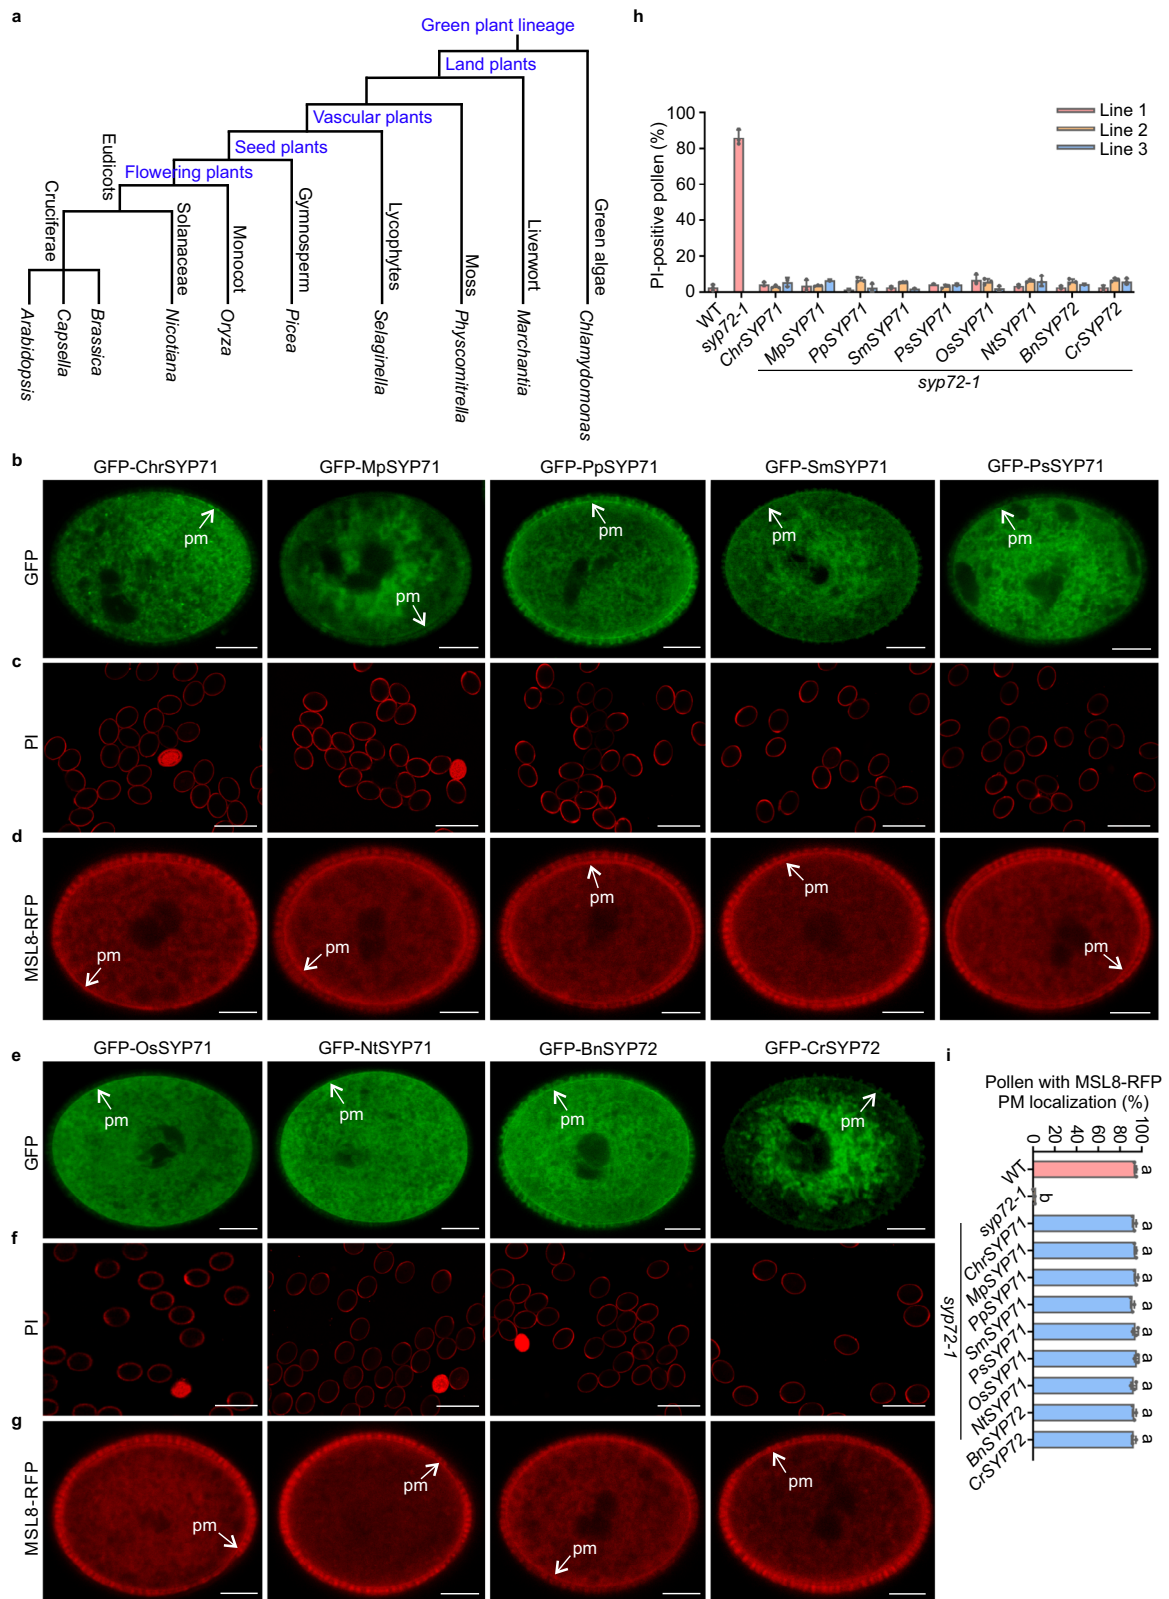 a
Green plant lineage
Land plants
Vascular plants
Seed plants
Flowering plants
Eudicots
Cruciferae
Solanaceae
Monocot
Gymnosperm
Lycophytes
Moss
Liverwort
Green algae
Arabidopsis
Capsella
Brassica
Nicotiana
Oryza
Picea
Selaginella
Physcomitrella
Marchantia
Chlamydomonas
h
PI-positive pollen (%)
100
80
60
40
20
0
Line 1
Line 2
Line 3
WT
syp72-1
ChrSYP71
MpSYP71
PpSYP71
SmSYP71
PsSYP71
OsSYP71
NtSYP71
BnSYP72
CrSYP72
syp72-1
b
GFP-ChrSYP71 GFP-MpSYP71 GFP-PpSYP71 GFP-SmSYP71 GFP-PsSYP71
GFP
pm pm pm pm pm
c
PI
d
MSL8-RFP
pm pm pm pm pm
e
GFP-OsSYP71 GFP-NtSYP71 GFP-BnSYP72 GFP-CrSYP72
GFP
pm pm pm pm
f
PI
g
MSL8-RFP
pm pm pm pm
i
Pollen with MSL8-RFP
PM localization (%)
0 20 40 60 80 100
WT a
syp72-1 b
ChrSYP71 a
MpSYP71 a
PpSYP71 a
SmSYP71 a
PsSYP71 a
OsSYP71 a
NtSYP71 a
BnSYP72 a
CrSYP72 a
syp72-1